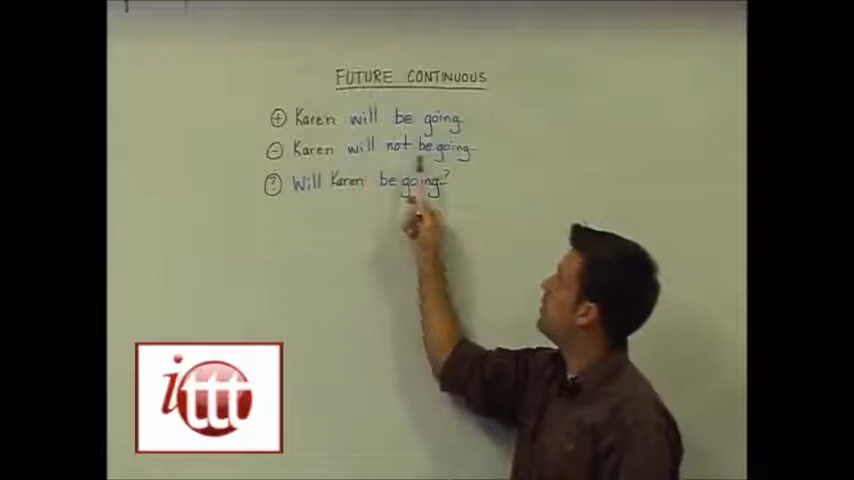 FUTURE CONTINUOUS
+ Karen will be going
- Karen will not be going
? Will Karen be going?
ittt